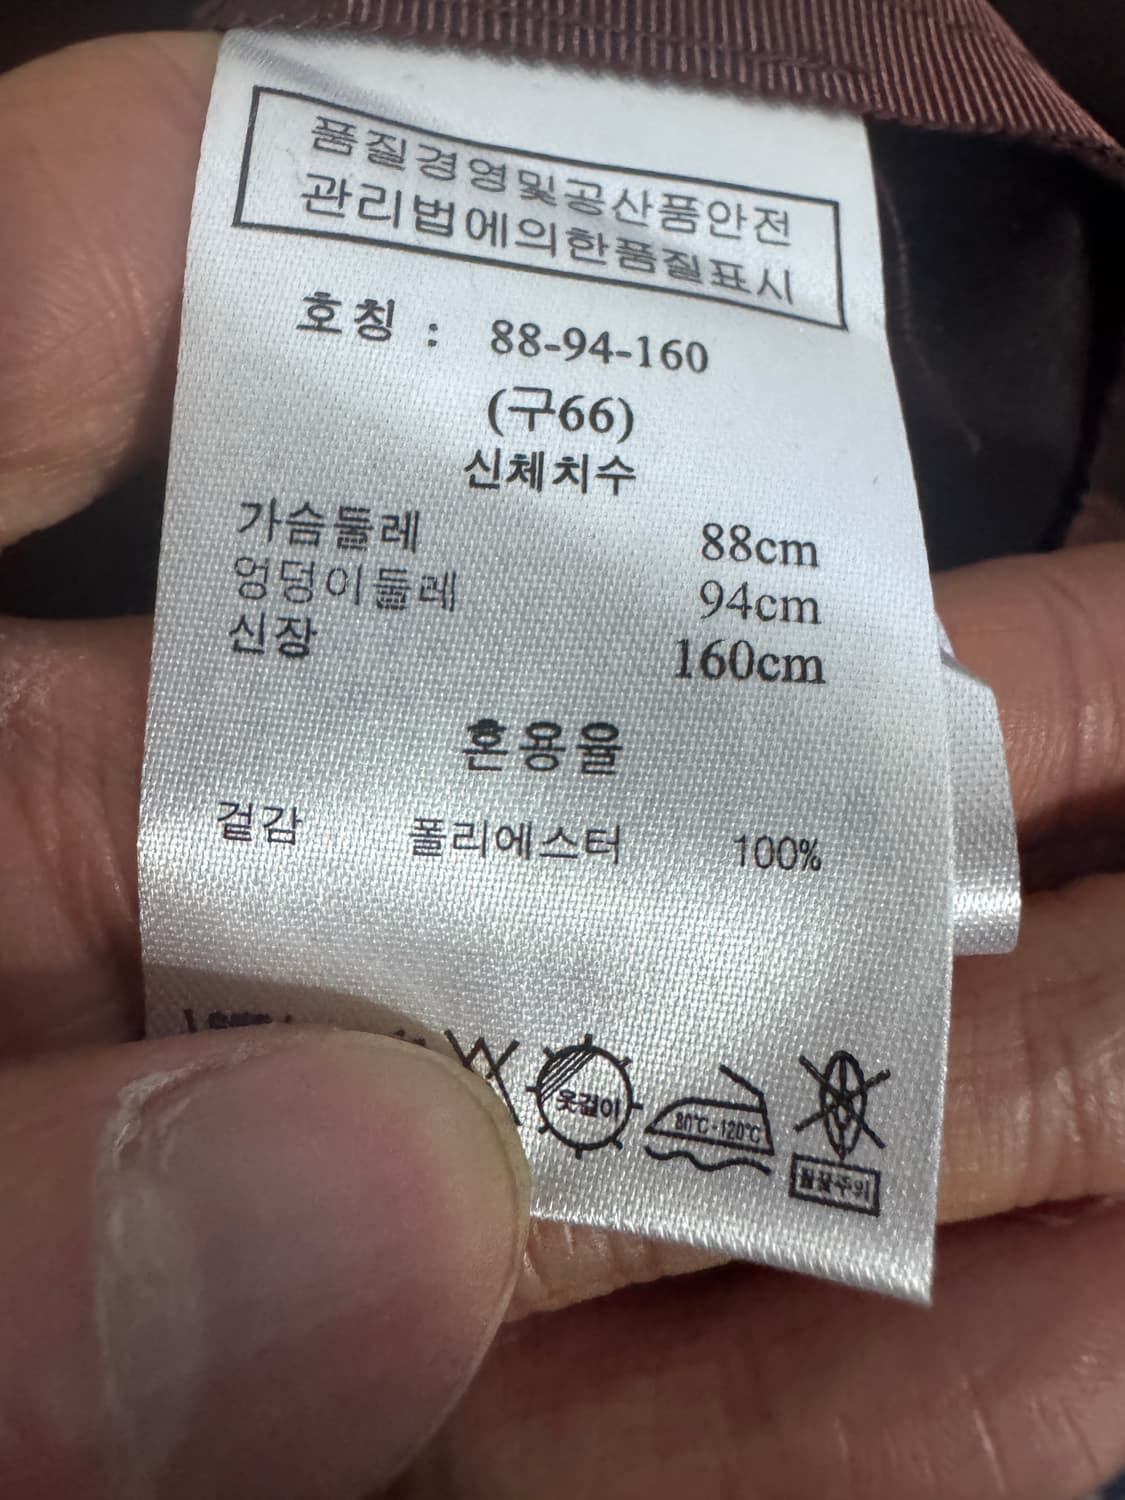 품질경영및공산품안전
관리법에의한품질표시
호칭 : 88-94-160
(구66)
신체치수
가슴둘레 88cm
엉덩이둘레 94cm
신장 160cm
혼용율
겉감 폴리에스터 100%
옷걸이
80℃-120℃